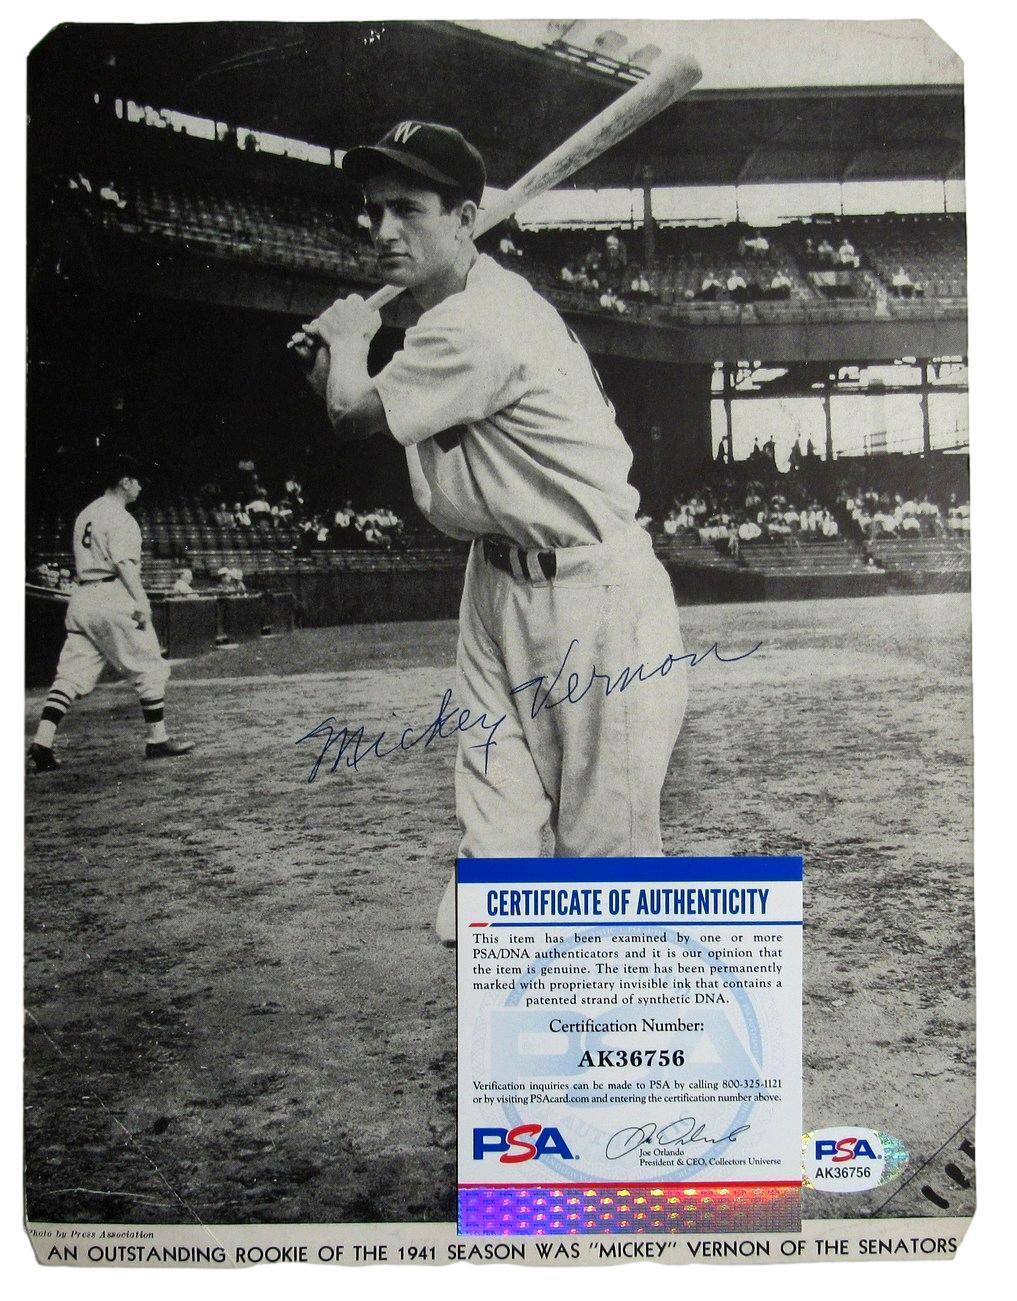 W
8
Mickey Vernon
CERTIFICATE OF AUTHENTICITY
This item has been examined by one or more
PSA/DNA authenticators and it is our opinion that
the item is genuine. The item has been permanently
marked with proprietary invisible ink that contains a
patented strand of synthetic DNA.
Certification Number:
AK36756
Verification inquiries can be made to PSA by calling 800-325-1121
or by visiting PSAcard.com and entering the certification number above.
PSA.
Joe Orlando
President & CEO, Collectors Universe
PSA.
AK36756
Photo by Press Association
AN OUTSTANDING ROOKIE OF THE 1941 SEASON WAS "MICKEY" VERNON OF THE SENATORS